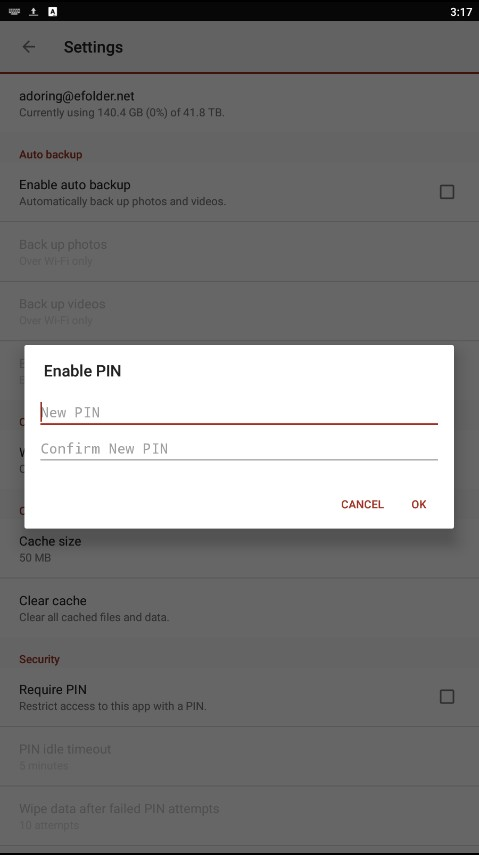 3:17
Settings
adoring@efolder.net
Currently using 140.4 GB (0%) of 41.8 TB.
Auto backup
Enable auto backup
Automatically back up photos and videos.
Back up photos
Over Wi-Fi only
Back up videos
Over Wi-Fi only
Enable PIN
New PIN
Confirm New PIN
CANCEL OK
Cache size
50 MB
Clear cache
Clear all cached files and data.
Security
Require PIN
Restrict access to this app with a PIN.
PIN idle timeout
5 minutes
Wipe data after failed PIN attempts
10 attempts